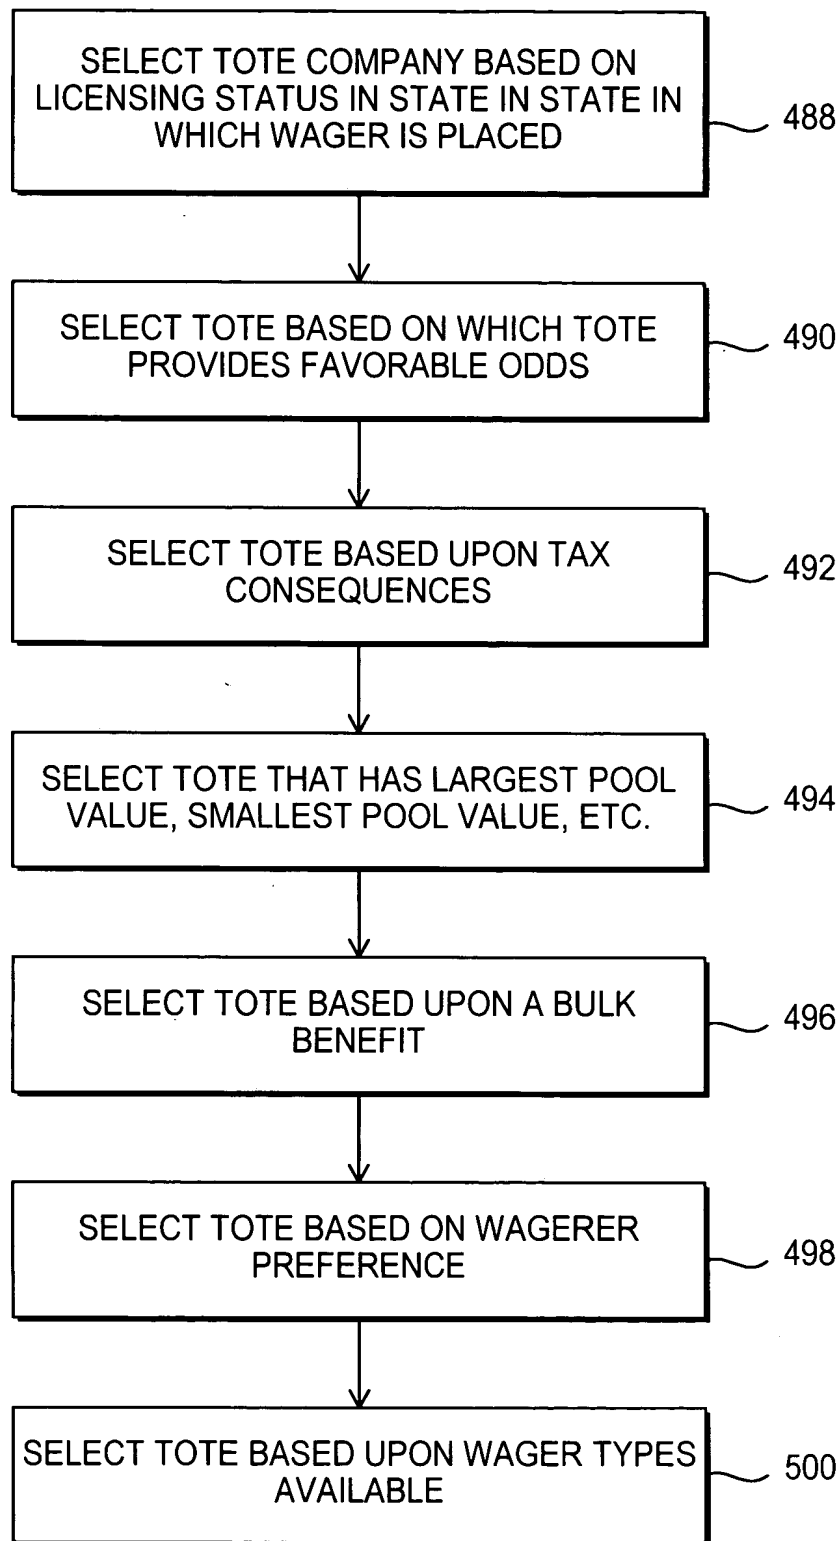 SELECT TOTE COMPANY BASED ON
LICENSING STATUS IN STATE IN STATE IN
WHICH WAGER IS PLACED
488
SELECT TOTE BASED ON WHICH TOTE
PROVIDES FAVORABLE ODDS
490
SELECT TOTE BASED UPON TAX
CONSEQUENCES
492
SELECT TOTE THAT HAS LARGEST POOL
VALUE, SMALLEST POOL VALUE, ETC.
494
SELECT TOTE BASED UPON A BULK
BENEFIT
496
SELECT TOTE BASED ON WAGERER
PREFERENCE
498
SELECT TOTE BASED UPON WAGER TYPES
AVAILABLE
500